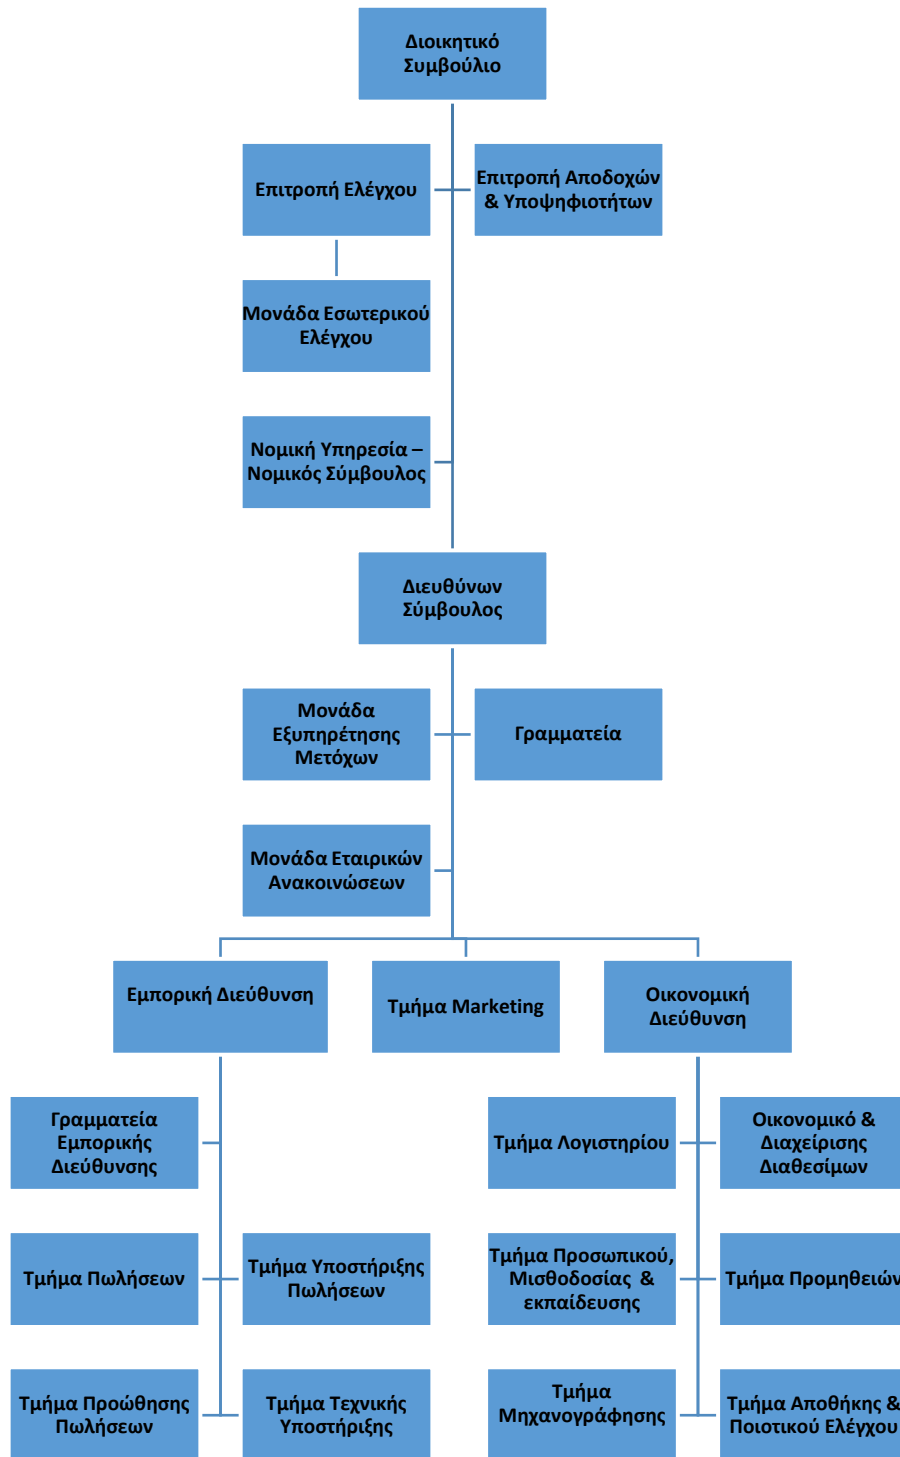 Διοικητικό
Συμβούλιο
Επιτροπή Ελέγχου
Επιτροπή Αποδοχών
& Υποψηφιοτήτων
Μονάδα Εσωτερικού
Ελέγχου
Νομική Υπηρεσία –
Νομικός Σύμβουλος
Διευθύνων
Σύμβουλος
Μονάδα
Εξυπηρέτησης
Μετόχων
Γραμματεία
Μονάδα Εταιρικών
Ανακοινώσεων
Εμπορική Διεύθυνση
Τμήμα Marketing
Οικονομική
Διεύθυνση
Γραμματεία
Εμπορικής
Διεύθυνσης
Τμήμα Λογιστηρίου
Οικονομικό &
Διαχείρισης
Διαθεσίμων
Τμήμα Πωλήσεων
Τμήμα Υποστήριξης
Πωλήσεων
Τμήμα Προσωπικού,
Μισθοδοσίας &
εκπαίδευσης
Τμήμα Προμηθειών
Τμήμα Προώθησης
Πωλήσεων
Τμήμα Τεχνικής
Υποστήριξης
Τμήμα
Μηχανογράφησης
Τμήμα Αποθήκης &
Ποιοτικού Ελέγχου